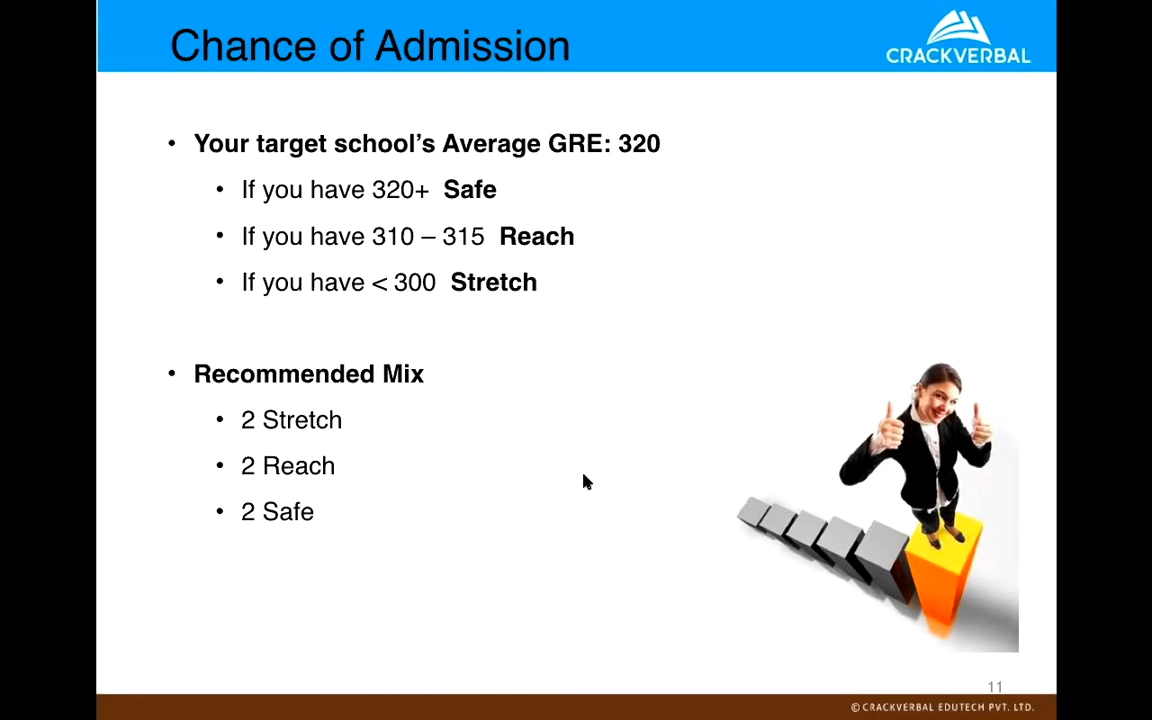 Chance of Admission
CRACKVERBAL
• Your target school's Average GRE: 320
• If you have 320+ Safe
• If you have 310 – 315 Reach
• If you have < 300 Stretch
• Recommended Mix
• 2 Stretch
• 2 Reach
• 2 Safe
11
© CRACKVERBAL EDUTECH PVT. LTD.